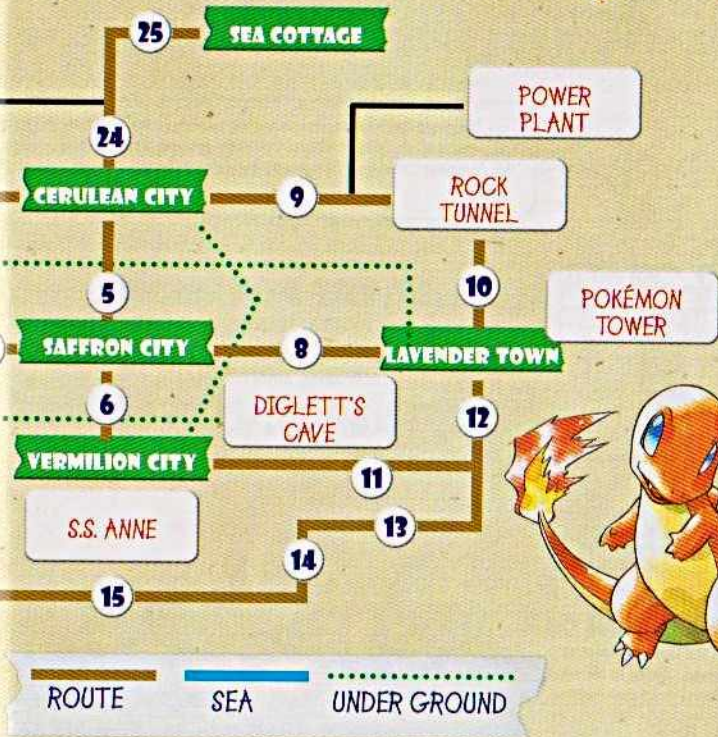 25
SEA COTTAGE
POWER
PLANT
24
CERULEAN CITY
9
ROCK
TUNNEL
5
10
POKÉMON
TOWER
SAFFRON CITY
8
LAVENDER TOWN
6
DIGLETT'S
CAVE
12
VERMILION CITY
11
S.S. ANNE
13
14
15
ROUTE
SEA
UNDER GROUND